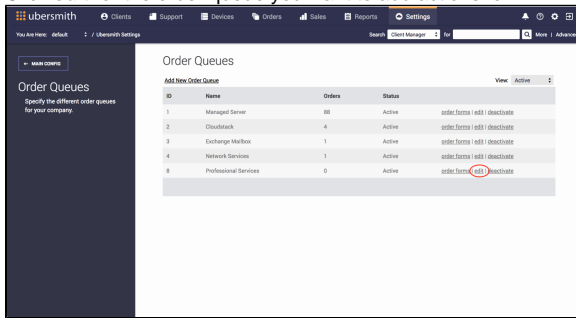 ubersmith Clients Support Devices Orders Sales Reports Settings
You Are Here: default / Ubersmith Settings Search Client Manager for More | Advanced
← MAIN CONFIG
Order Queues
Specify the different order queues
for your company.
Order Queues
Add New Order Queue View: Active
ID Name Orders Status
1 Managed Server 88 Active order forms | edit | deactivate
2 Cloudstack 4 Active order forms | edit | deactivate
3 Exchange Mailbox 1 Active order forms | edit | deactivate
4 Network Services 1 Active order forms | edit | deactivate
8 Professional Services 0 Active order forms | edit | deactivate